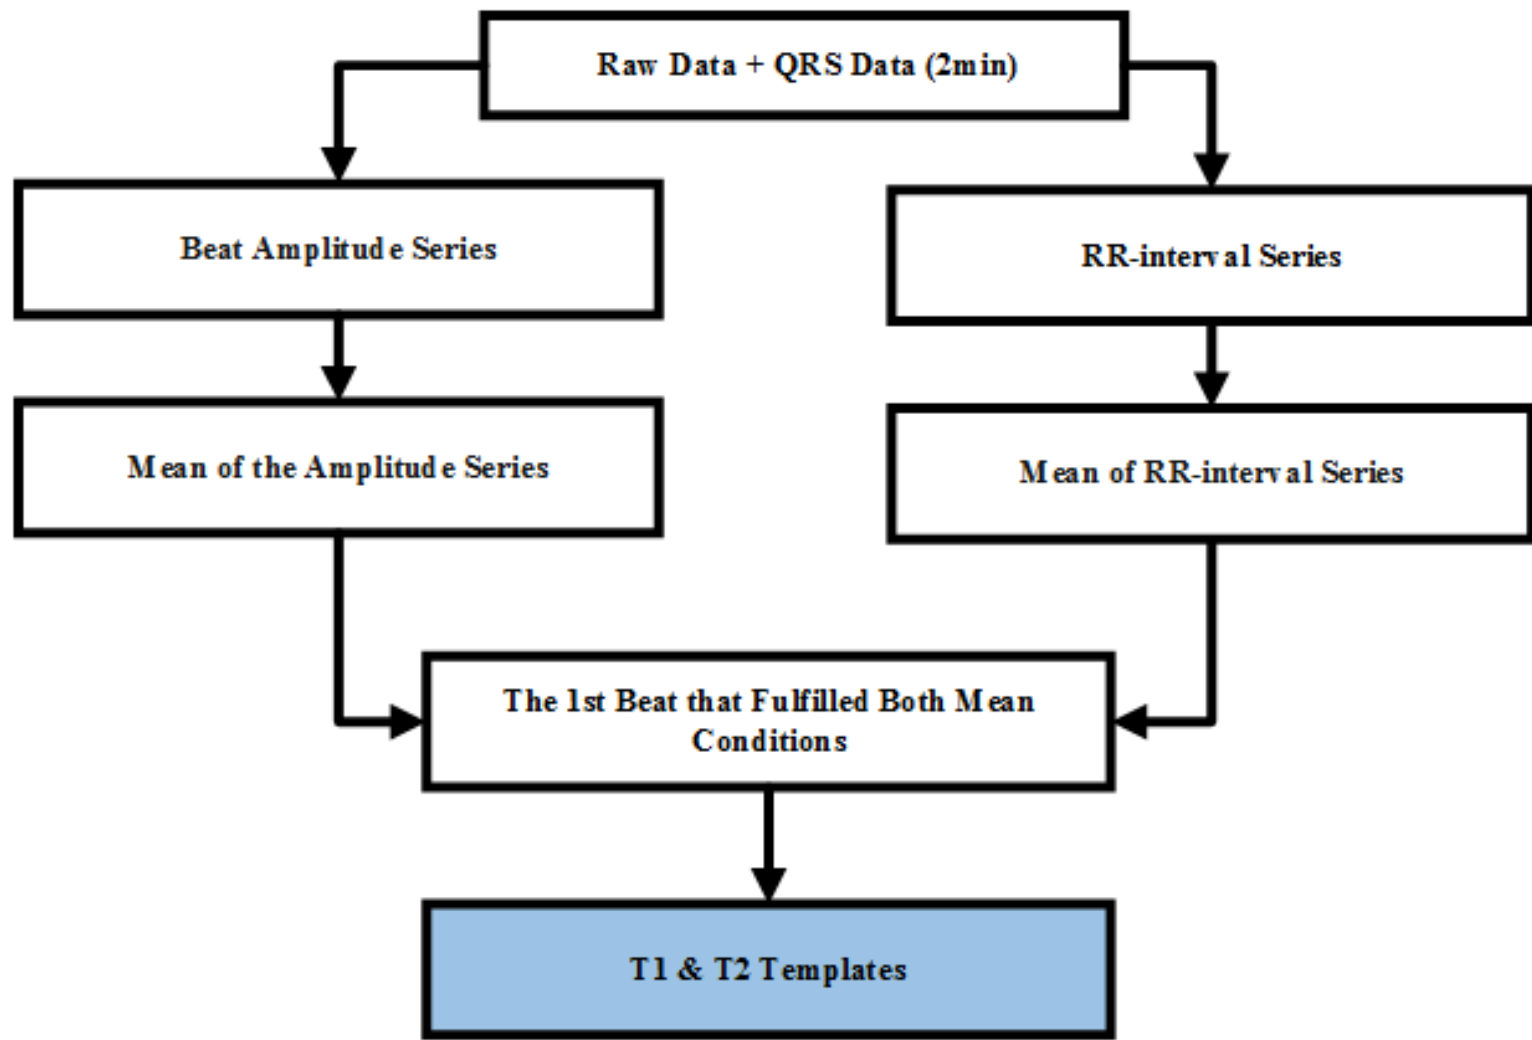 Raw Data + QRS Data (2min)
Beat Amplitude Series
RR-interval Series
Mean of the Amplitude Series
Mean of RR-interval Series
The 1st Beat that Fulfilled Both Mean
Conditions
T1 & T2 Templates